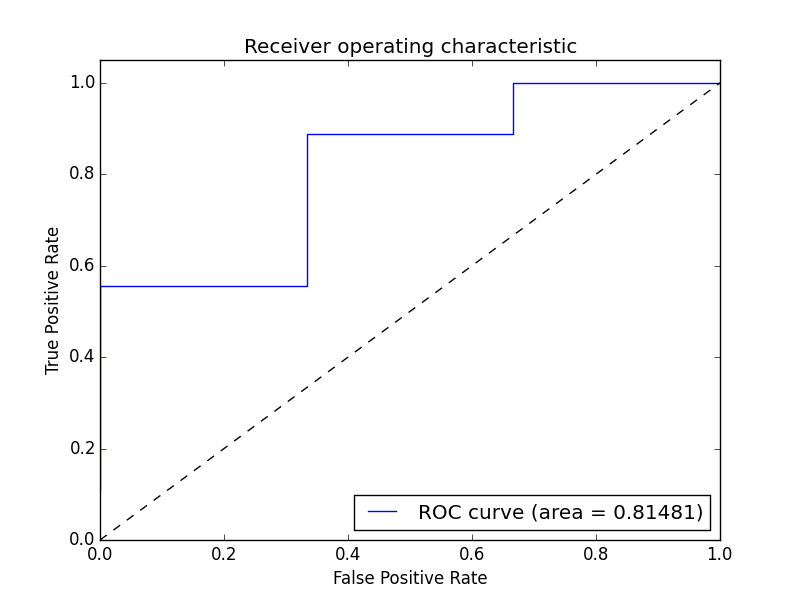 Receiver operating characteristic
1.0
0.8
0.6
0.4
0.2
0.0
True Positive Rate
ROC curve (area = 0.81481)
0.0 0.2 0.4 0.6 0.8 1.0
False Positive Rate